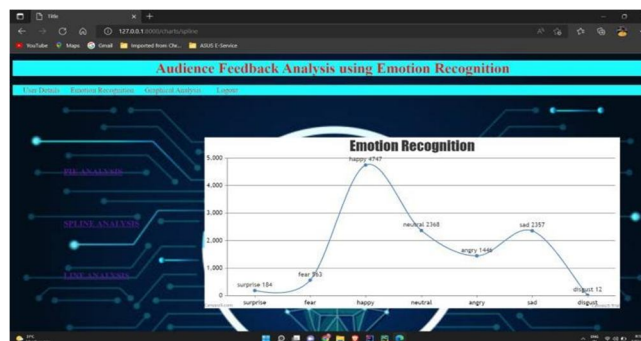 Title
127.0.0.1:8000/charts/spline
YouTube Maps Gmail Imported from Chr... ASUS E-Service
Audience Feedback Analysis using Emotion Recognition
User Details Emotion Recognition Graphical Analysis Logout
PIE ANALYSIS
SPLINE ANALYSIS
LINE ANALYSIS
Emotion Recognition
5,000
4,000
3,000
2,000
1,000
0
happy 4747
neutral 2368
sad 2357
angry 1446
fear 563
surprise 184
disgust 12
surprise fear happy neutral angry sad disgust